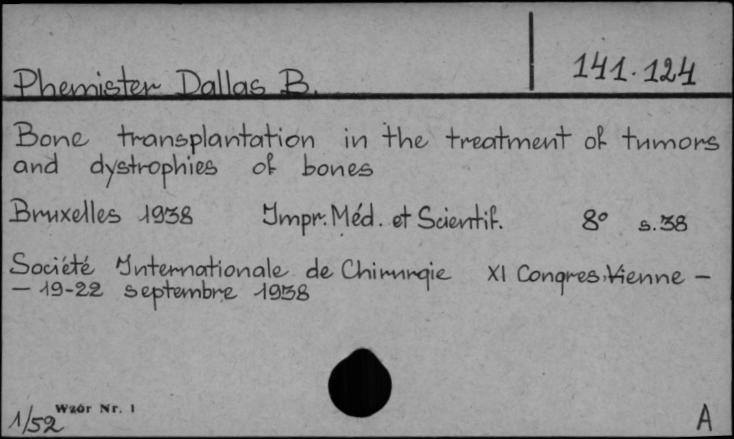 Phemister Dallas B.
141.124
Bone transplantation in the treatment of tumors
and dystrophies of bones
Bruxelles 1938 Impr. Méd. et Scientif. 8° s.38
Société Internationale de Chirurgie XI Congres, Vienne –
– 19-22 septembre 1938
Wzór Nr. 1
1/52
A